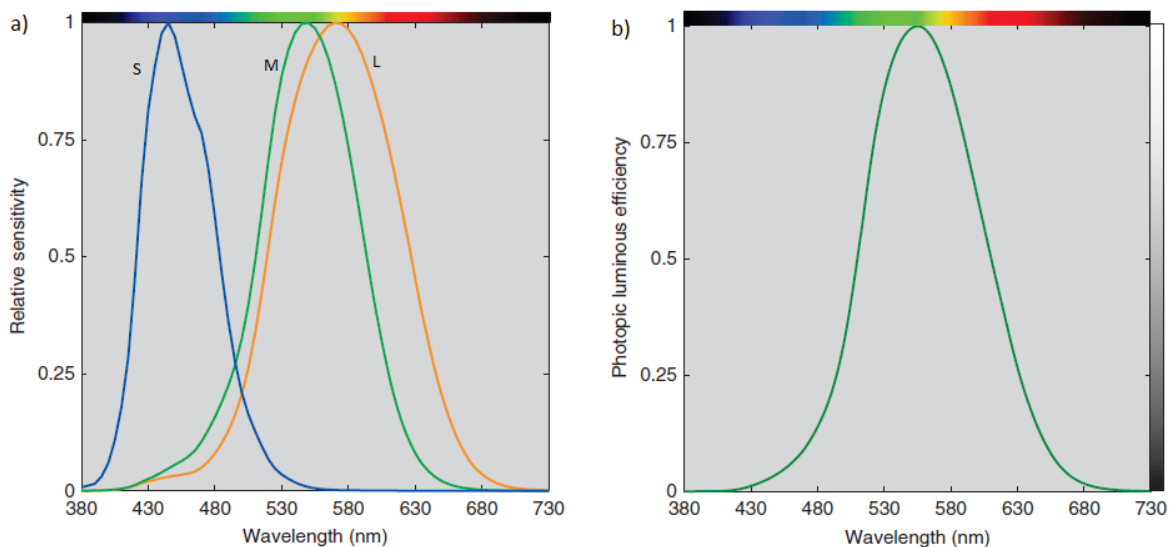 a)
S
M
L
1
0.75
0.5
0.25
0
Relative sensitivity
380 430 480 530 580 630 680 730
Wavelength (nm)
b)
1
0.75
0.5
0.25
0
Photopic luminous efficiency
380 430 480 530 580 630 680 730
Wavelength (nm)